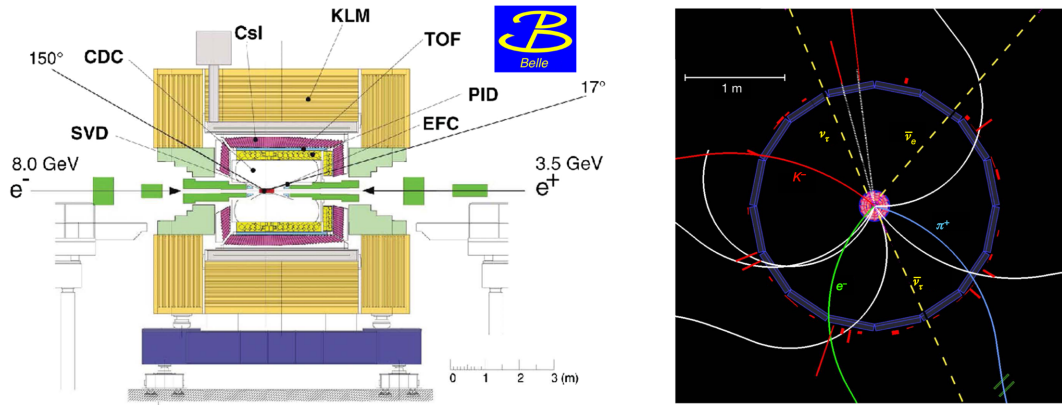 CsI
KLM
TOF
150°
CDC
PID
17°
SVD
EFC
8.0 GeV
3.5 GeV
e⁻
e⁺
B
Belle
0 1 2 3 (m)
1 m
ν_τ
ν̅_e
K⁻
π⁺
e⁻
ν̅_τ